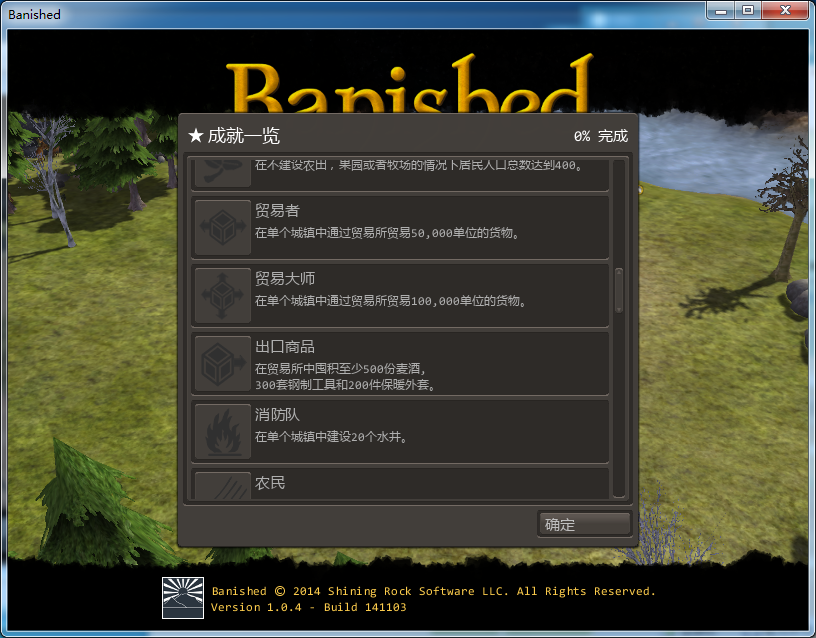 Banished
Banished
★ 成就一览
0% 完成
在不建设农田，果园或者牧场的情况下居民人口总数达到400。
贸易者
在单个城镇中通过贸易所贸易50,000单位的货物。
贸易大师
在单个城镇中通过贸易所贸易100,000单位的货物。
出口商品
在贸易所中囤积至少500份麦酒,
300套钢制工具和200件保暖外套。
消防队
在单个城镇中建设20个水井。
农民
确定
Banished © 2014 Shining Rock Software LLC. All Rights Reserved.
Version 1.0.4 - Build 141103